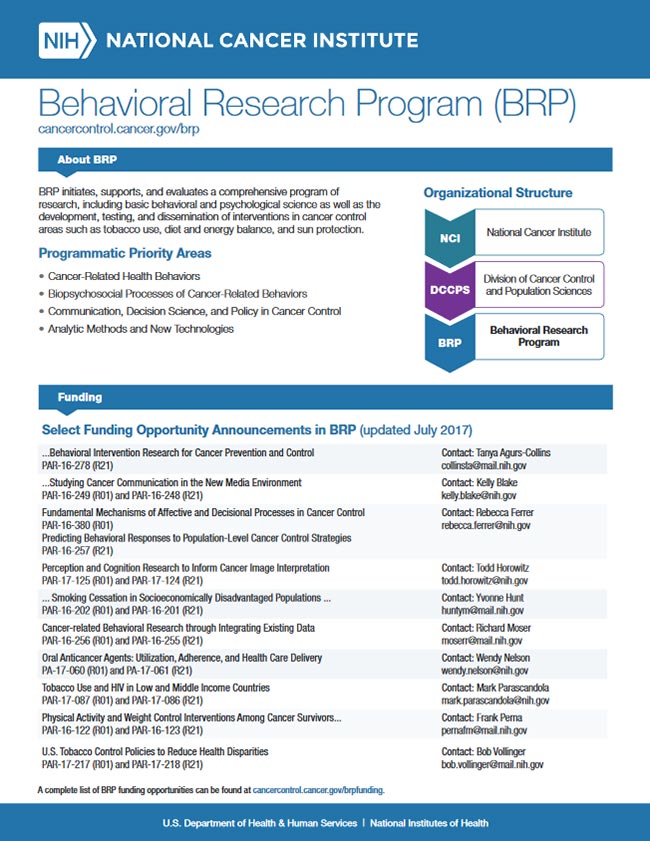 NIH NATIONAL CANCER INSTITUTE
Behavioral Research Program (BRP)
cancercontrol.cancer.gov/brp
About BRP
BRP initiates, supports, and evaluates a comprehensive program of
research, including basic behavioral and psychological science as well as the
development, testing, and dissemination of interventions in cancer control
areas such as tobacco use, diet and energy balance, and sun protection.
Programmatic Priority Areas
• Cancer-Related Health Behaviors
• Biopsychosocial Processes of Cancer-Related Behaviors
• Communication, Decision Science, and Policy in Cancer Control
• Analytic Methods and New Technologies
Organizational Structure
NCI National Cancer Institute
DCCPS Division of Cancer Control
and Population Sciences
BRP Behavioral Research
Program
Funding
Select Funding Opportunity Announcements in BRP (updated July 2017)
...Behavioral Intervention Research for Cancer Prevention and Control Contact: Tanya Agurs-Collins
PAR-16-278 (R21) collinsta@mail.nih.gov
...Studying Cancer Communication in the New Media Environment Contact: Kelly Blake
PAR-16-249 (R01) and PAR-16-248 (R21) kelly.blake@nih.gov
Fundamental Mechanisms of Affective and Decisional Processes in Cancer Control Contact: Rebecca Ferrer
PAR-16-380 (R01) rebecca.ferrer@nih.gov
Predicting Behavioral Responses to Population-Level Cancer Control Strategies
PAR-16-257 (R21)
Perception and Cognition Research to Inform Cancer Image Interpretation Contact: Todd Horowitz
PAR-17-125 (R01) and PAR-17-124 (R21) todd.horowitz@nih.gov
... Smoking Cessation in Socioeconomically Disadvantaged Populations ... Contact: Yvonne Hunt
PAR-16-202 (R01) and PAR-16-201 (R21) huntym@mail.nih.gov
Cancer-related Behavioral Research through Integrating Existing Data Contact: Richard Moser
PAR-16-256 (R01) and PAR-16-255 (R21) moserr@mail.nih.gov
Oral Anticancer Agents: Utilization, Adherence, and Health Care Delivery Contact: Wendy Nelson
PA-17-060 (R01) and PA-17-061 (R21) wendy.nelson@nih.gov
Tobacco Use and HIV in Low and Middle Income Countries Contact: Mark Parascandola
PAR-17-087 (R01) and PAR-17-086 (R21) mark.parascandola@nih.gov
Physical Activity and Weight Control Interventions Among Cancer Survivors... Contact: Frank Perna
PAR-16-122 (R01) and PAR-16-123 (R21) pernafm@mail.nih.gov
U.S. Tobacco Control Policies to Reduce Health Disparities Contact: Bob Vollinger
PAR-17-217 (R01) and PAR-17-218 (R21) bob.vollinger@mail.nih.gov
A complete list of BRP funding opportunities can be found at cancercontrol.cancer.gov/brpfunding.
U.S. Department of Health & Human Services | National Institutes of Health